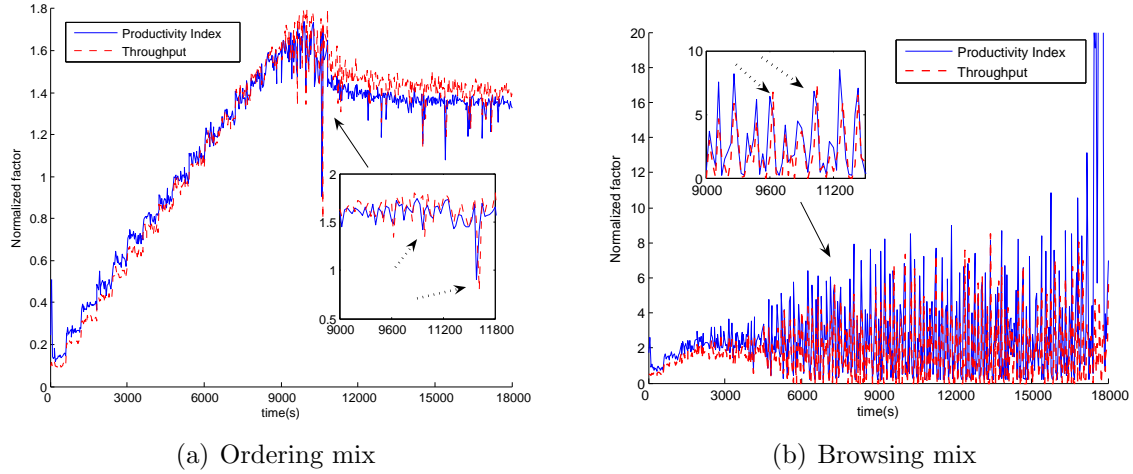 1.8
1.6
1.4
1.2
1
0.8
0.6
0.4
0.2
0
Normalized factor
Productivity Index
Throughput
2
1.5
1
0.5
9000 9600 11200 11800
0 3000 6000 9000 12000 15000 18000
time(s)
(a) Ordering mix
20
18
16
14
12
10
8
6
4
2
0
Normalized factor
Productivity Index
Throughput
10
5
0
9000 9600 11200
3000 6000 9000 12000 15000 18000
time(s)
(b) Browsing mix